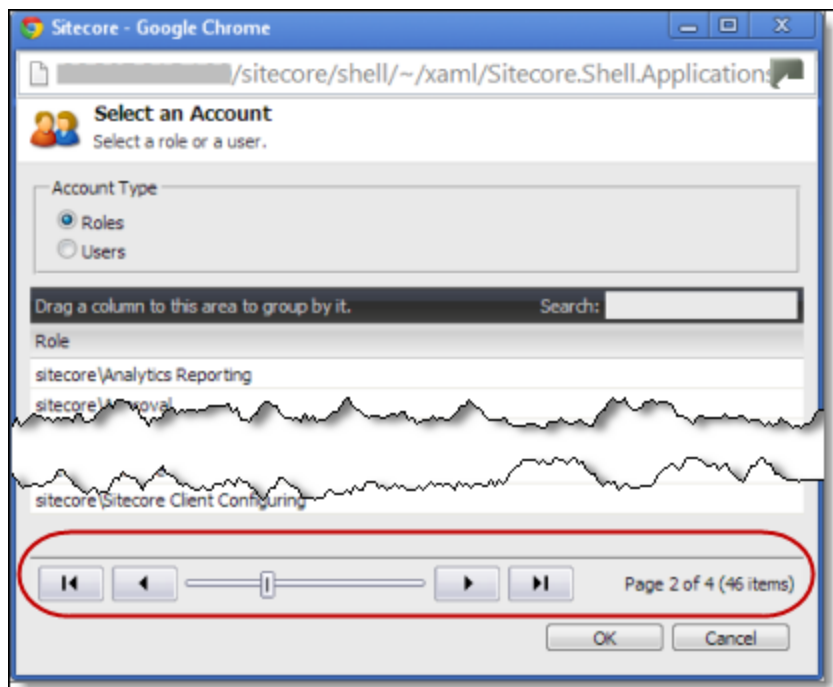 Sitecore - Google Chrome
/sitecore/shell/~/xaml/Sitecore.Shell.Applications
Select an Account
Select a role or a user.
Account Type
Roles
Users
Drag a column to this area to group by it. Search:
Role
sitecore\Analytics Reporting
sitecore\Approval
sitecore\Sitecore Client Configuring
Page 2 of 4 (46 items)
OK Cancel